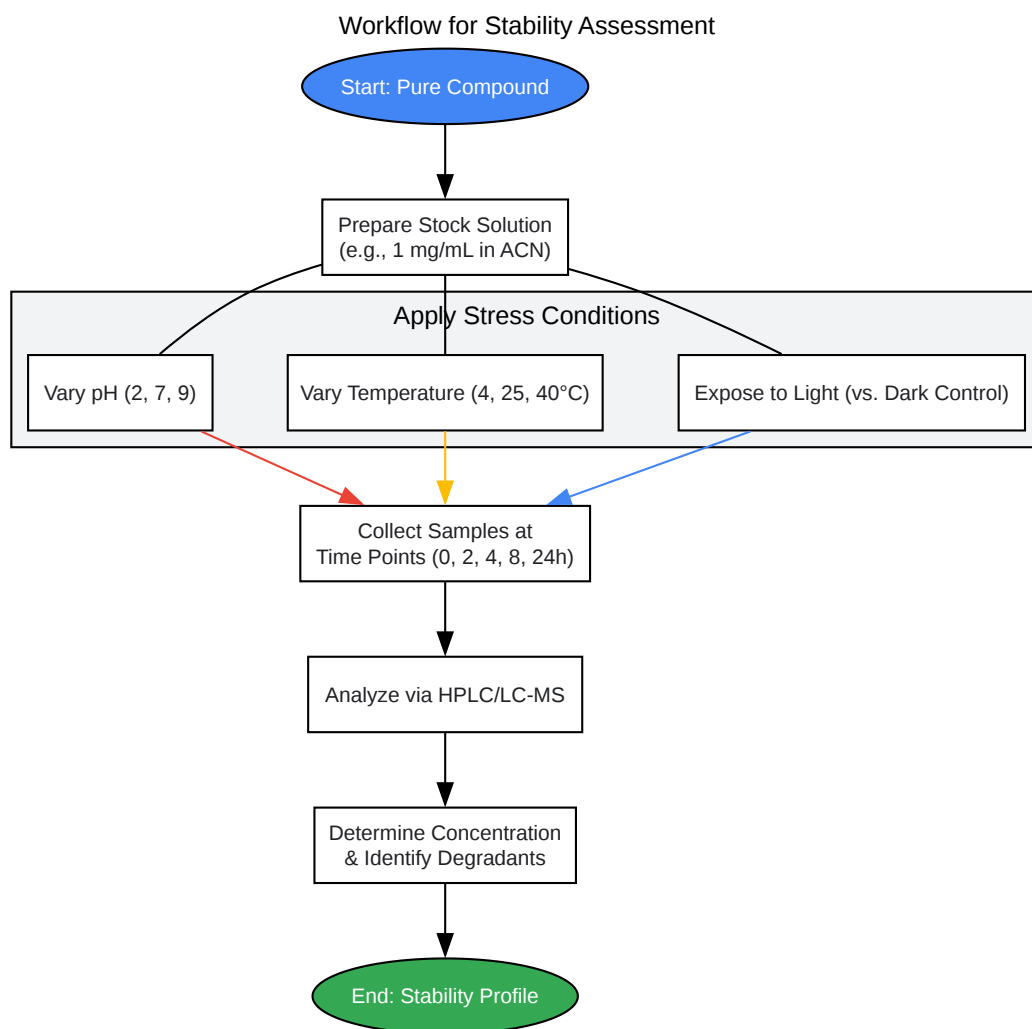 Workflow for Stability Assessment
Start: Pure Compound
Prepare Stock Solution
(e.g., 1 mg/mL in ACN)
Apply Stress Conditions
Vary pH (2, 7, 9)
Vary Temperature (4, 25, 40°C)
Expose to Light (vs. Dark Control)
Collect Samples at
Time Points (0, 2, 4, 8, 24h)
Analyze via HPLC/LC-MS
Determine Concentration
& Identify Degradants
End: Stability Profile